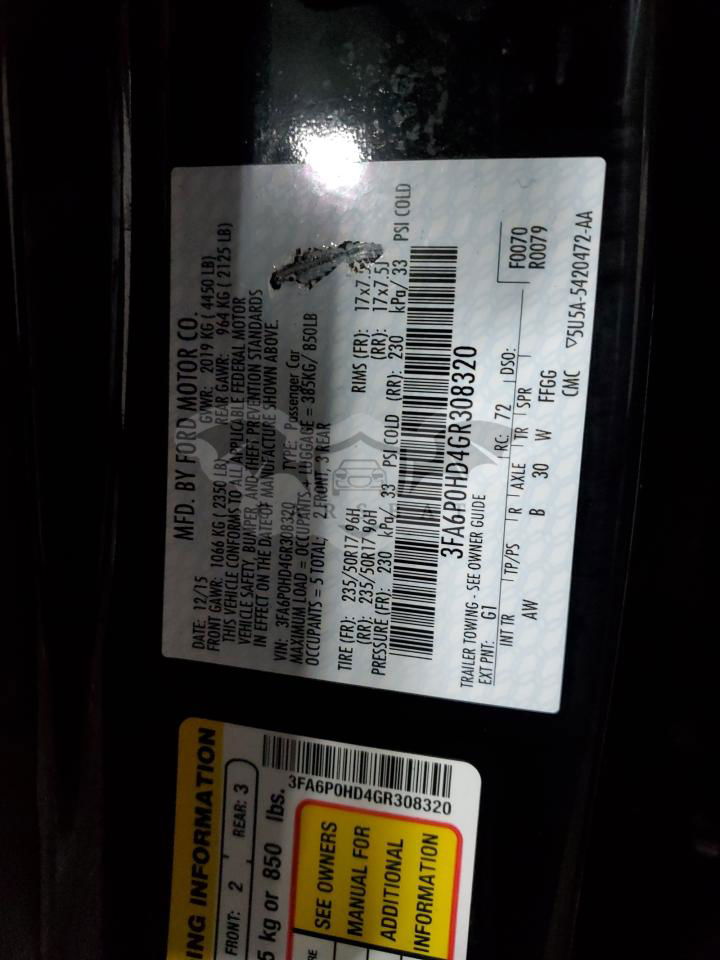 MFD. BY FORD MOTOR CO.
DATE: 12/15 GVWR: 2019 KG ( 4450 LB)
FRONT GAWR: 1066 KG ( 2350 LB) REAR GAWR: 964 KG ( 2125 LB)
THIS VEHICLE CONFORMS TO ALL APPLICABLE FEDERAL MOTOR
VEHICLE SAFETY, BUMPER AND THEFT PREVENTION STANDARDS
IN EFFECT ON THE DATE OF MANUFACTURE SHOWN ABOVE.
VIN: 3FA6P0HD4GR308320 TYPE: Passenger Car
MAXIMUM LOAD = OCCUPANTS + LUGGAGE = 385KG/ 850LB
OCCUPANTS = 5 TOTAL; 2 FRONT, 3 REAR
TIRE (FR): 235/50R17 96H RIMS (FR): 17x7.5J
(RR): 235/50R17 96H (RR): 17x7.5J
PRESSURE (FR): 230 kPa/ 33 PSI COLD (RR): 230 kPa/ 33 PSI COLD
3FA6P0HD4GR308320
TRAILER TOWING - SEE OWNER GUIDE
EXT PNT: G1 RC: 72 DSO: F0070
R0079
INT TR TP/PS R AXLE TR SPR
AW B 30 W FFGG
CMC 5U5A-5420472-AA
ING INFORMATION
FRONT: 2 REAR: 3
5 kg or 850 lbs.
3FA6P0HD4GR308320
SEE OWNERS
MANUAL FOR
ADDITIONAL
INFORMATION